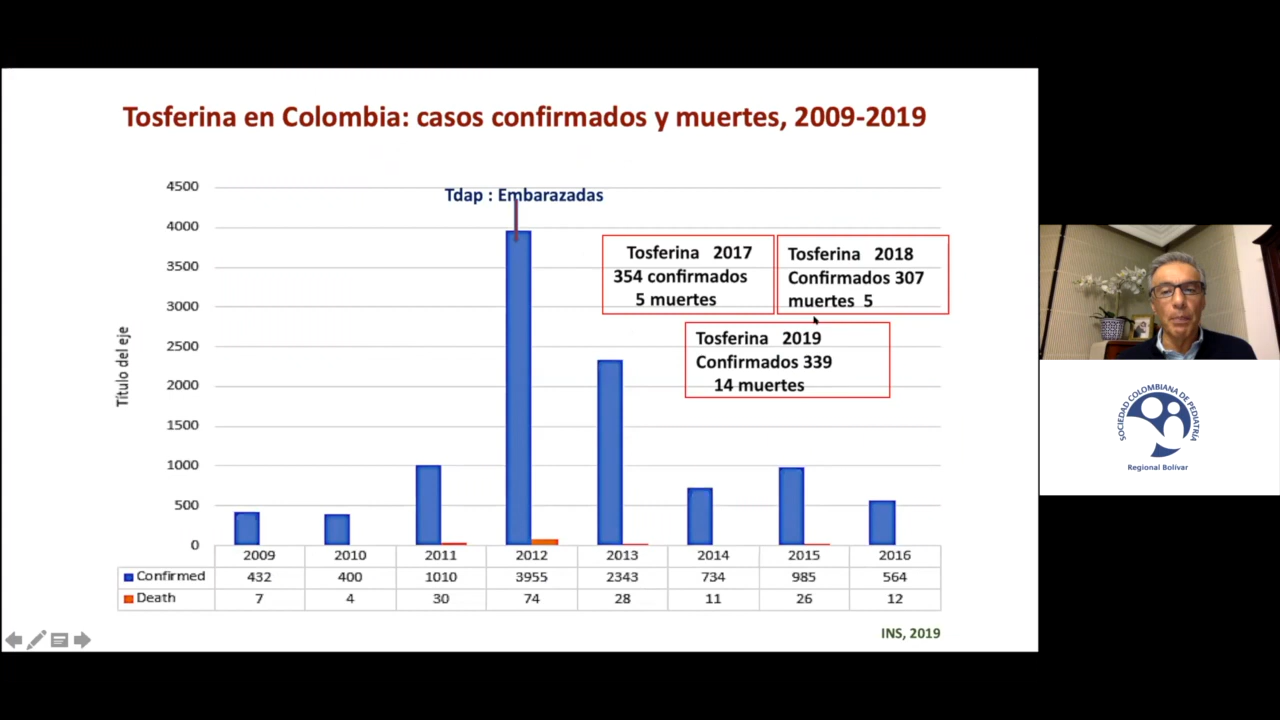 Tosferina en Colombia: casos confirmados y muertes, 2009-2019
Tdap : Embarazadas
4500
4000
3500
3000
2500
2000
1500
1000
500
0
Título del eje
Tosferina 2017
354 confirmados
5 muertes
Tosferina 2018
Confirmados 307
muertes 5
Tosferina 2019
Confirmados 339
14 muertes
2009 2010 2011 2012 2013 2014 2015 2016
Confirmed 432 400 1010 3955 2343 734 985 564
Death 7 4 30 74 28 11 26 12
INS, 2019
SOCIEDAD COLOMBIANA DE PEDIATRÍA
Regional Bolívar